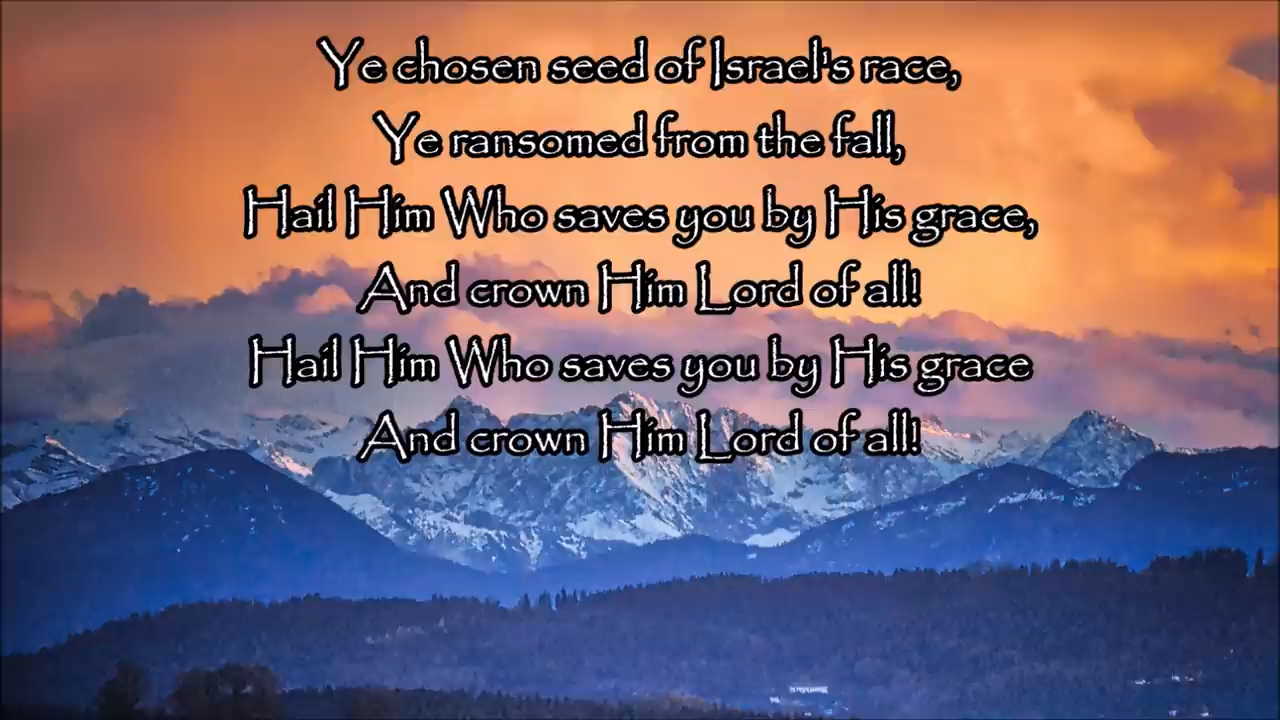 Ye chosen seed of Israel's race,
Ye ransomed from the fall,
Hail Him Who saves you by His grace,
And crown Him Lord of all!
Hail Him Who saves you by His grace
And crown Him Lord of all!